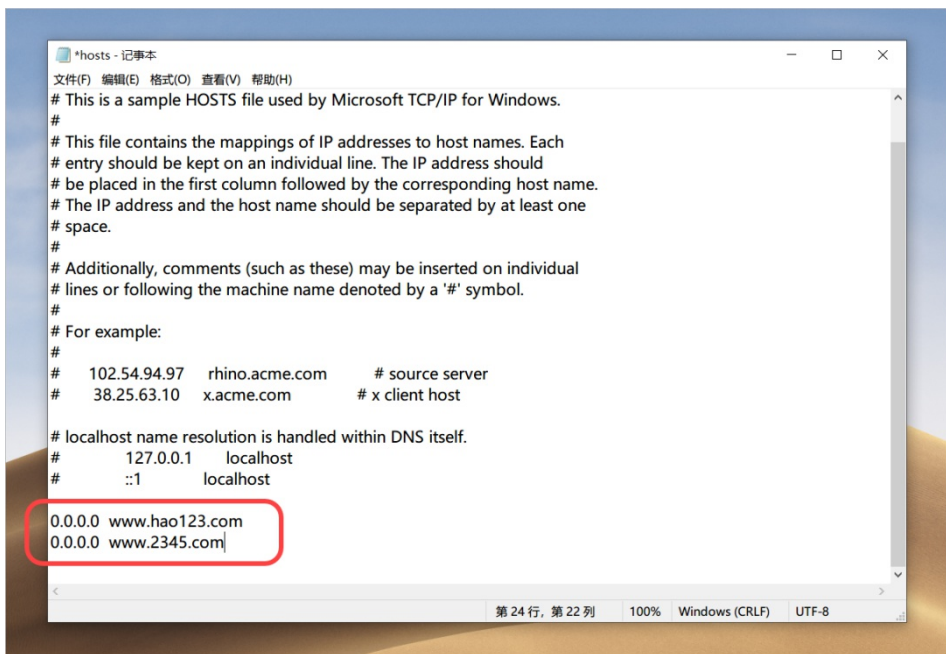 *hosts - 记事本
文件(F) 编辑(E) 格式(O) 查看(V) 帮助(H)
# This is a sample HOSTS file used by Microsoft TCP/IP for Windows.
#
# This file contains the mappings of IP addresses to host names. Each
# entry should be kept on an individual line. The IP address should
# be placed in the first column followed by the corresponding host name.
# The IP address and the host name should be separated by at least one
# space.
#
# Additionally, comments (such as these) may be inserted on individual
# lines or following the machine name denoted by a '#' symbol.
#
# For example:
#
#      102.54.94.97     rhino.acme.com          # source server
#       38.25.63.10     x.acme.com              # x client host
# localhost name resolution is handled within DNS itself.
#       127.0.0.1       localhost
#       ::1             localhost
0.0.0.0  www.hao123.com
0.0.0.0  www.2345.com
第 24 行，第 22 列 100% Windows (CRLF) UTF-8